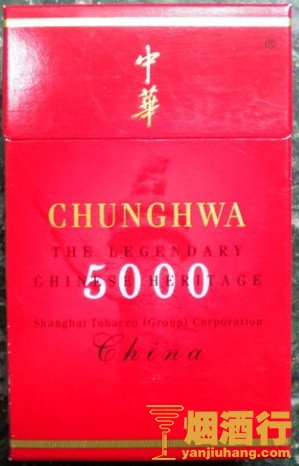 中華
®
CHUNGHWA
THE LEGENDARY
CHINESE HERITAGE
5000
Shanghai Tobacco (Group) Corporation
China
烟酒行
yanjiuhang.com